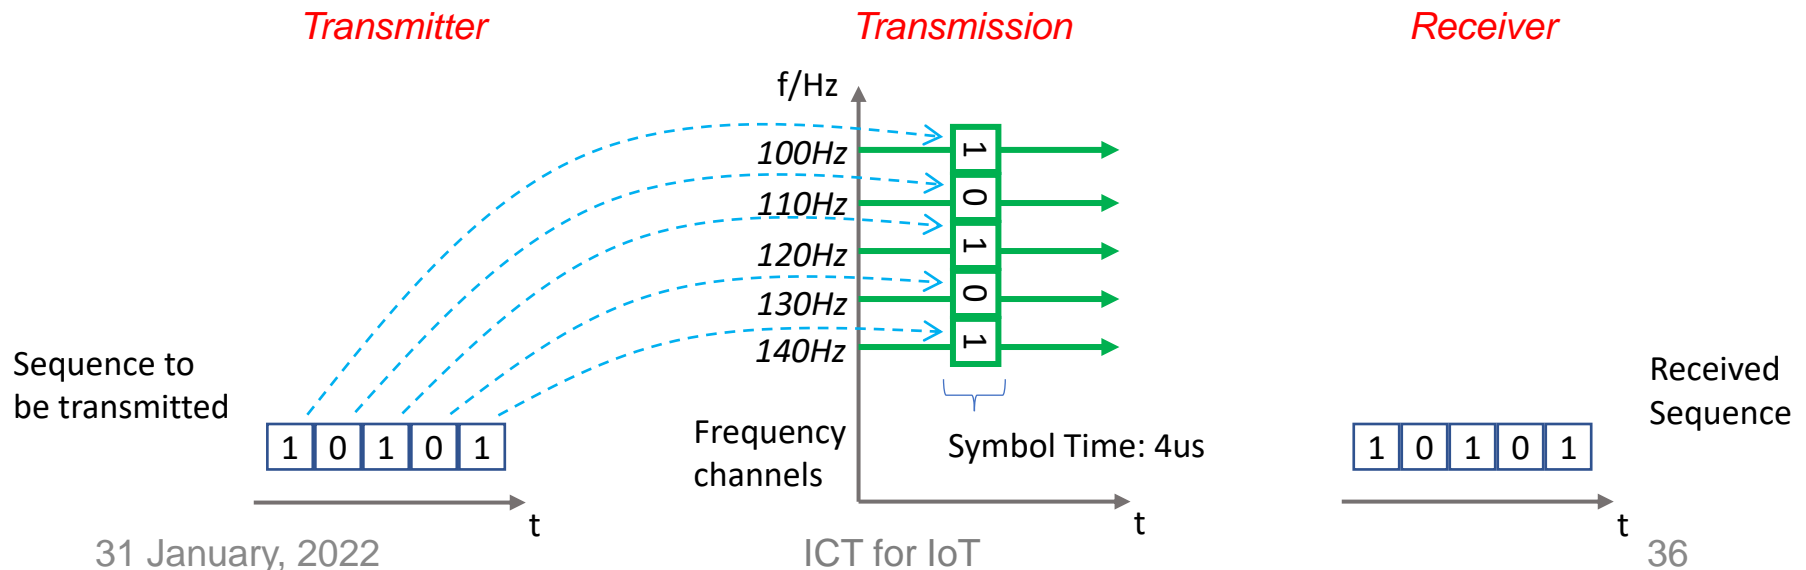 Transmitter
Transmission
Receiver
f/Hz
100Hz
110Hz
120Hz
130Hz
140Hz
1
0
1
0
1
Sequence to
be transmitted
1 0 1 0 1
t
Frequency
channels
Symbol Time: 4us
t
Received
Sequence
1 0 1 0 1
t
31 January, 2022
ICT for IoT
36